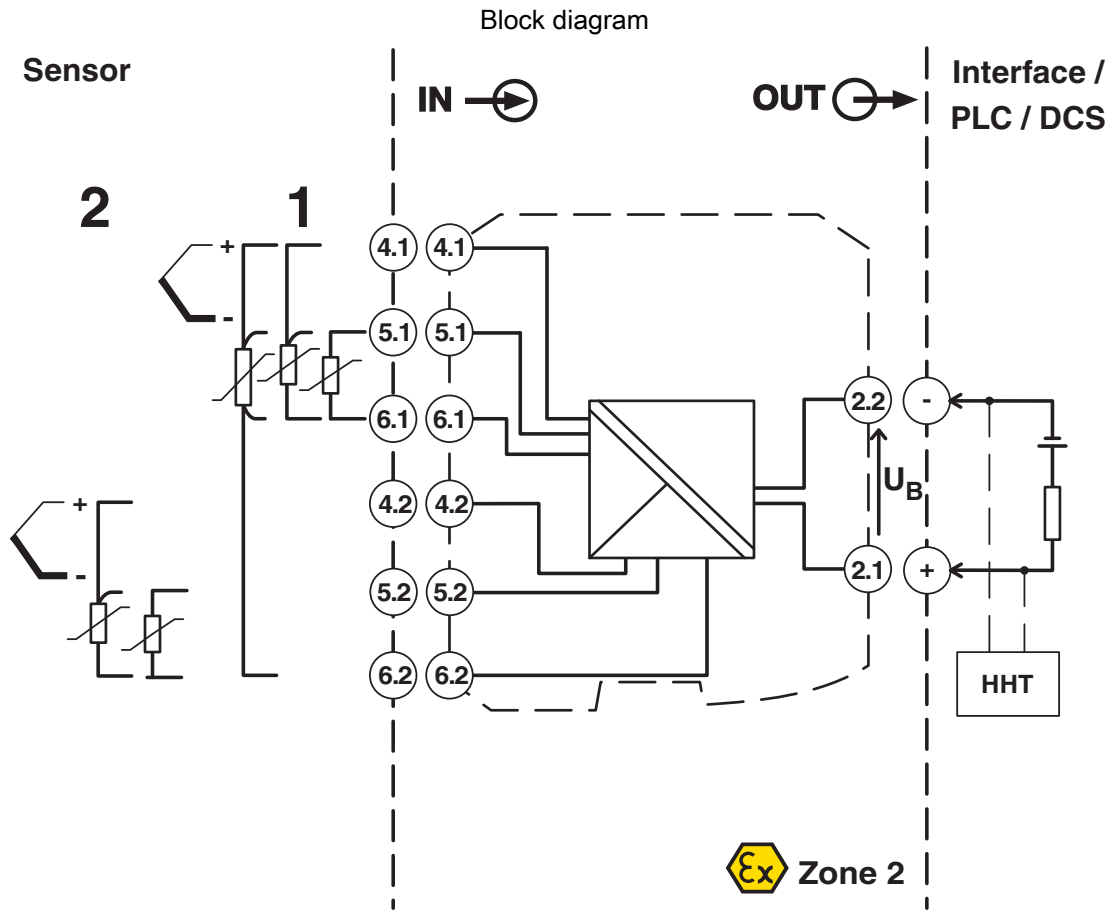 Block diagram
Sensor
IN
OUT
Interface /
PLC / DCS
2
1
+
-
4.1 4.1
5.1 5.1
6.1 6.1
4.2 4.2
5.2 5.2
6.2 6.2
+
-
2.2 -
UB
2.1 +
HHT
Ex Zone 2